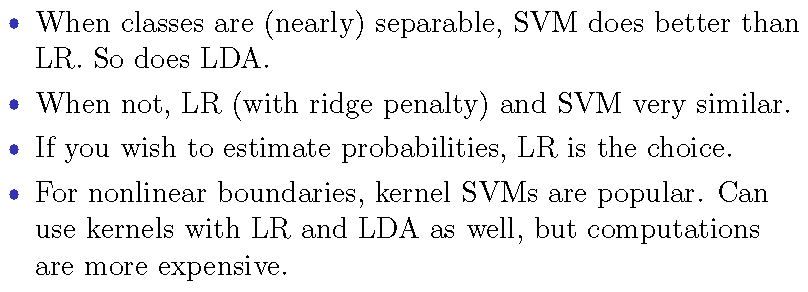 • When classes are (nearly) separable, SVM does better than
LR. So does LDA.
• When not, LR (with ridge penalty) and SVM very similar.
• If you wish to estimate probabilities, LR is the choice.
• For nonlinear boundaries, kernel SVMs are popular. Can
use kernels with LR and LDA as well, but computations
are more expensive.